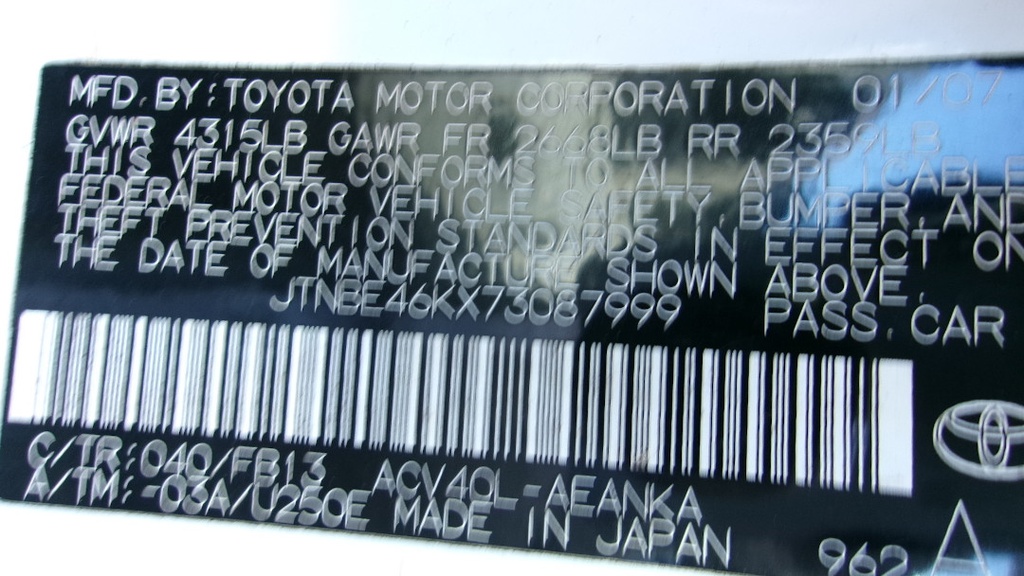 MFD. BY: TOYOTA MOTOR CORPORATION 01/07
GVWR 4315LB GAWR FR 2668LB RR 2359LB
THIS VEHICLE CONFORMS TO ALL APPLICABLE
FEDERAL MOTOR VEHICLE SAFETY, BUMPER, AND
THEFT PREVENTION STANDARDS IN EFFECT ON
THE DATE OF MANUFACTURE SHOWN ABOVE.
JTNBE46KX73087999 PASS. CAR
C/TR: 040/FB13 ACV40L-AEANKA
A/TM: -03A/U250E MADE IN JAPAN
962 A